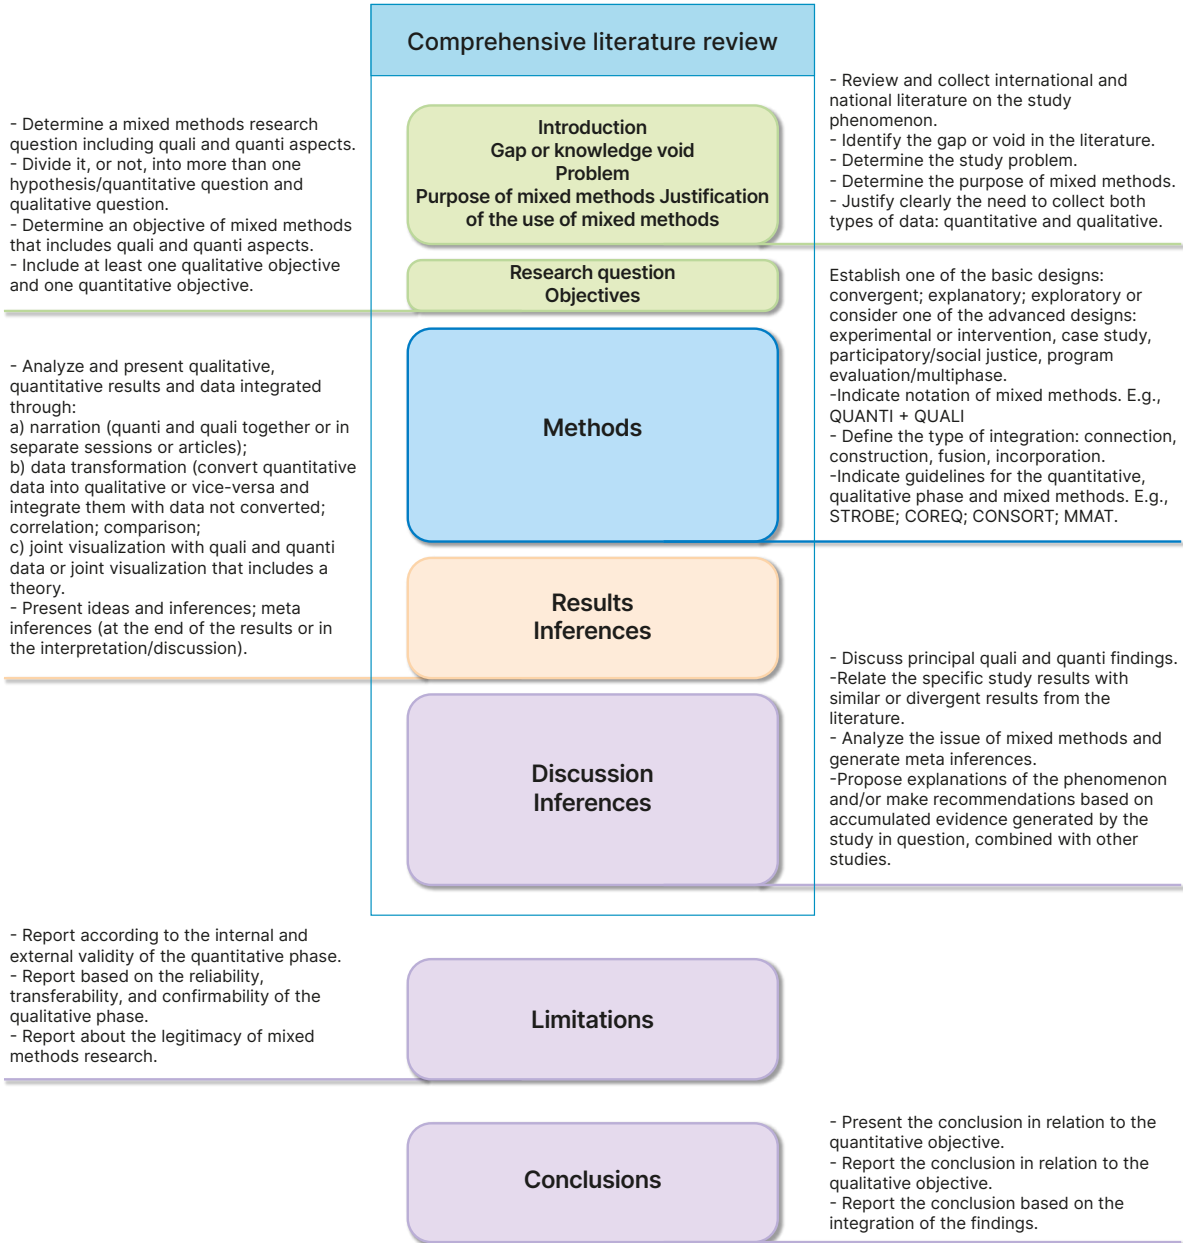 Comprehensive literature review
Introduction
Gap or knowledge void
Problem
Purpose of mixed methods Justification
of the use of mixed methods
- Review and collect international and
national literature on the study
phenomenon.
- Identify the gap or void in the literature.
- Determine the study problem.
- Determine the purpose of mixed methods.
- Justify clearly the need to collect both
types of data: quantitative and qualitative.
- Determine a mixed methods research
question including quali and quanti aspects.
- Divide it, or not, into more than one
hypothesis/quantitative question and
qualitative question.
- Determine an objective of mixed methods
that includes quali and quanti aspects.
- Include at least one qualitative objective
and one quantitative objective.
Research question
Objectives
Methods
Establish one of the basic designs:
convergent; explanatory; exploratory or
consider one of the advanced designs:
experimental or intervention, case study,
participatory/social justice, program
evaluation/multiphase.
-Indicate notation of mixed methods. E.g.,
QUANTI + QUALI
- Define the type of integration: connection,
construction, fusion, incorporation.
-Indicate guidelines for the quantitative,
qualitative phase and mixed methods. E.g.,
STROBE; COREQ; CONSORT; MMAT.
- Analyze and present qualitative,
quantitative results and data integrated
through:
a) narration (quanti and quali together or in
separate sessions or articles);
b) data transformation (convert quantitative
data into qualitative or vice-versa and
integrate them with data not converted;
correlation; comparison;
c) joint visualization with quali and quanti
data or joint visualization that includes a
theory.
- Present ideas and inferences; meta
inferences (at the end of the results or in
the interpretation/discussion).
Results
Inferences
Discussion
Inferences
- Discuss principal quali and quanti findings.
-Relate the specific study results with
similar or divergent results from the
literature.
- Analyze the issue of mixed methods and
generate meta inferences.
-Propose explanations of the phenomenon
and/or make recommendations based on
accumulated evidence generated by the
study in question, combined with other
studies.
- Report according to the internal and
external validity of the quantitative phase.
- Report based on the reliability,
transferability, and confirmability of the
qualitative phase.
- Report about the legitimacy of mixed
methods research.
Limitations
Conclusions
- Present the conclusion in relation to the
quantitative objective.
- Report the conclusion in relation to the
qualitative objective.
- Report the conclusion based on the
integration of the findings.